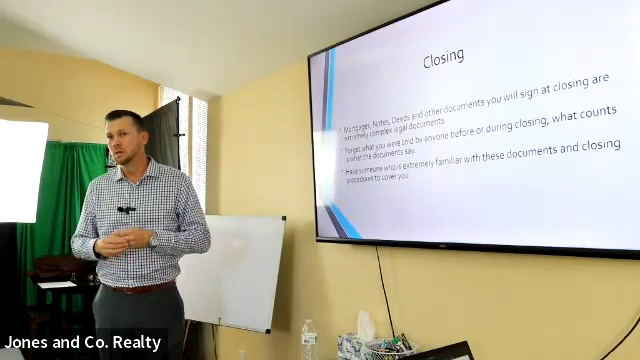 Closing
Mortgages, Notes, Deeds and other documents you will sign at closing are
extremely complex legal documents.
Forget what you were told by anyone before or during closing, what counts
is what the documents say.
Have someone who is extremely familiar with these documents and closing
procedures to cover you
Jones and Co. Realty